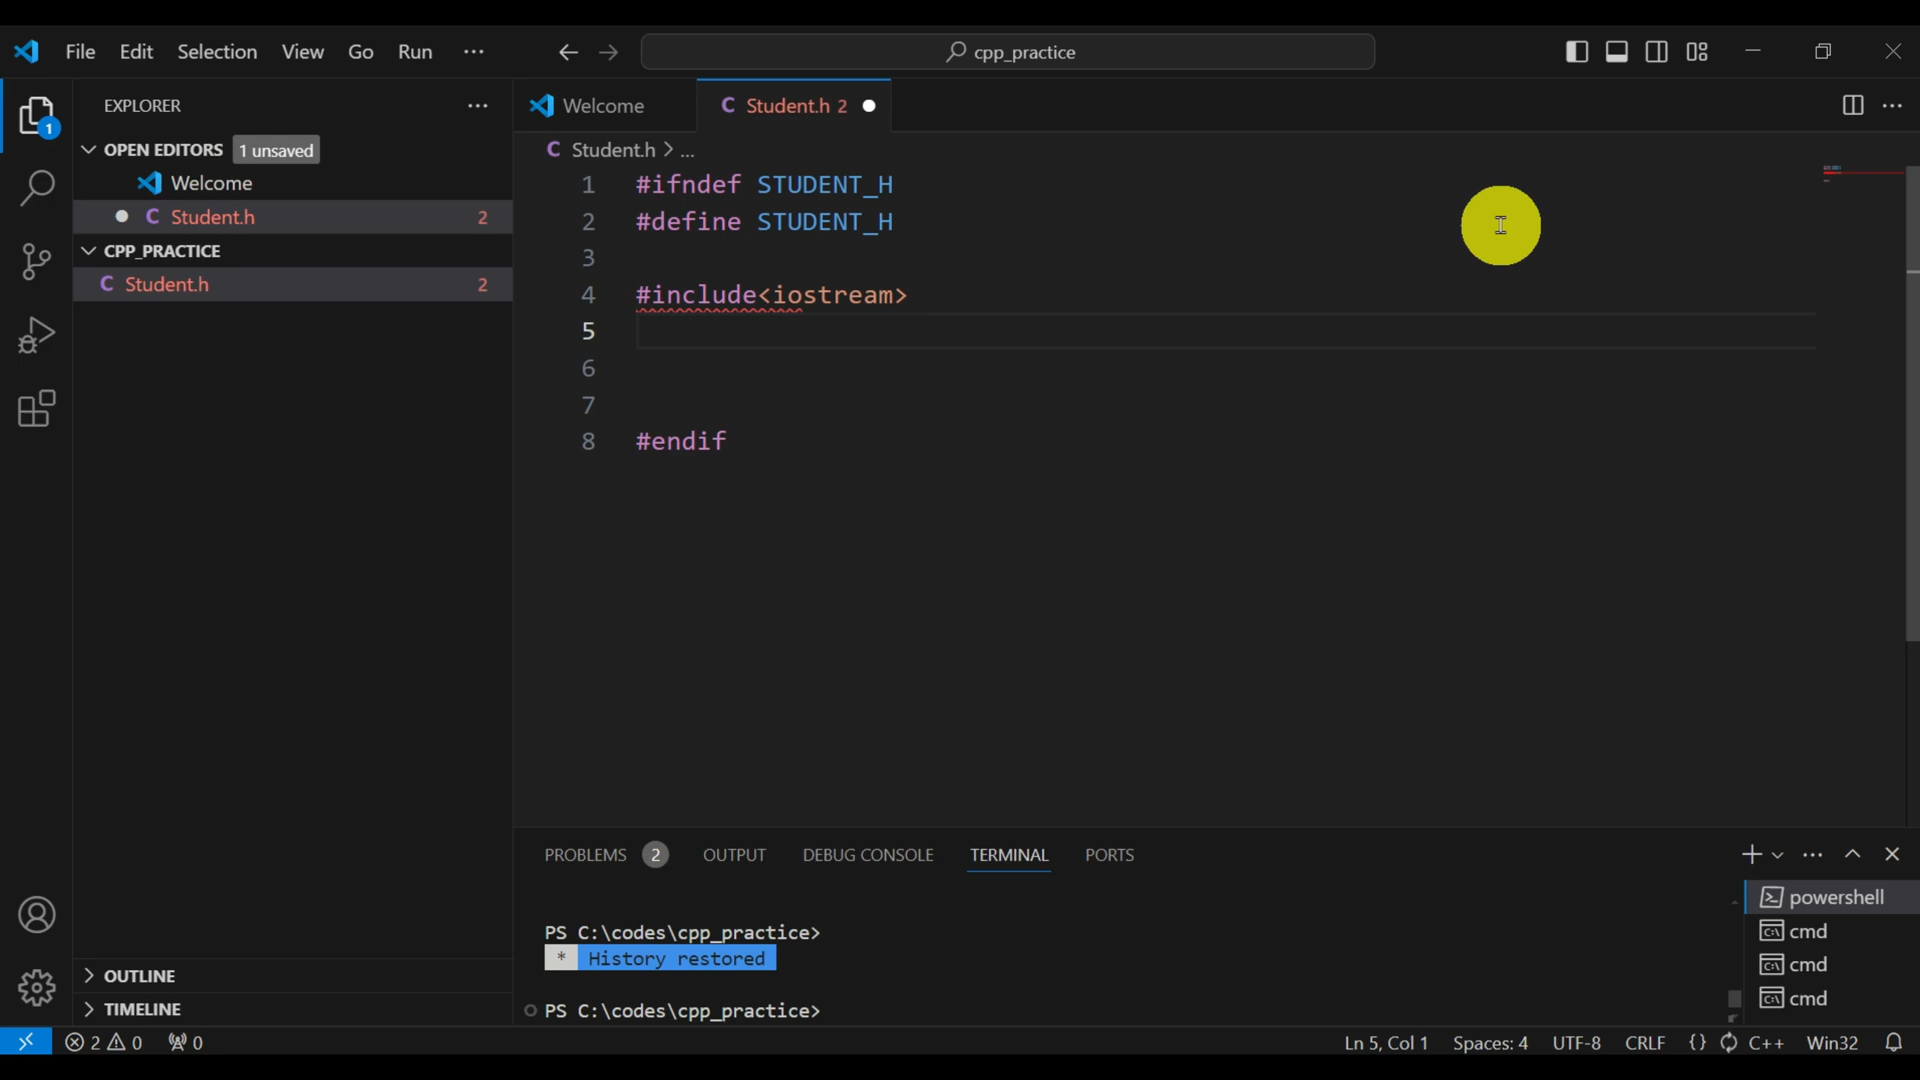 File Edit Selection View Go Run ···
cpp_practice
EXPLORER ···
OPEN EDITORS 1 unsaved
Welcome
C Student.h 2
CPP_PRACTICE
C Student.h 2
OUTLINE
TIMELINE
1
Welcome
C Student.h 2
C Student.h > ...
1 #ifndef STUDENT_H
2 #define STUDENT_H
3
4 #include<iostream>
5
6
7
8 #endif
PROBLEMS 2 OUTPUT DEBUG CONSOLE TERMINAL PORTS
PS C:\codes\cpp_practice>
* History restored
PS C:\codes\cpp_practice>
powershell
cmd
cmd
cmd
2 0 0
Ln 5, Col 1 Spaces: 4 UTF-8 CRLF {} C++ Win32